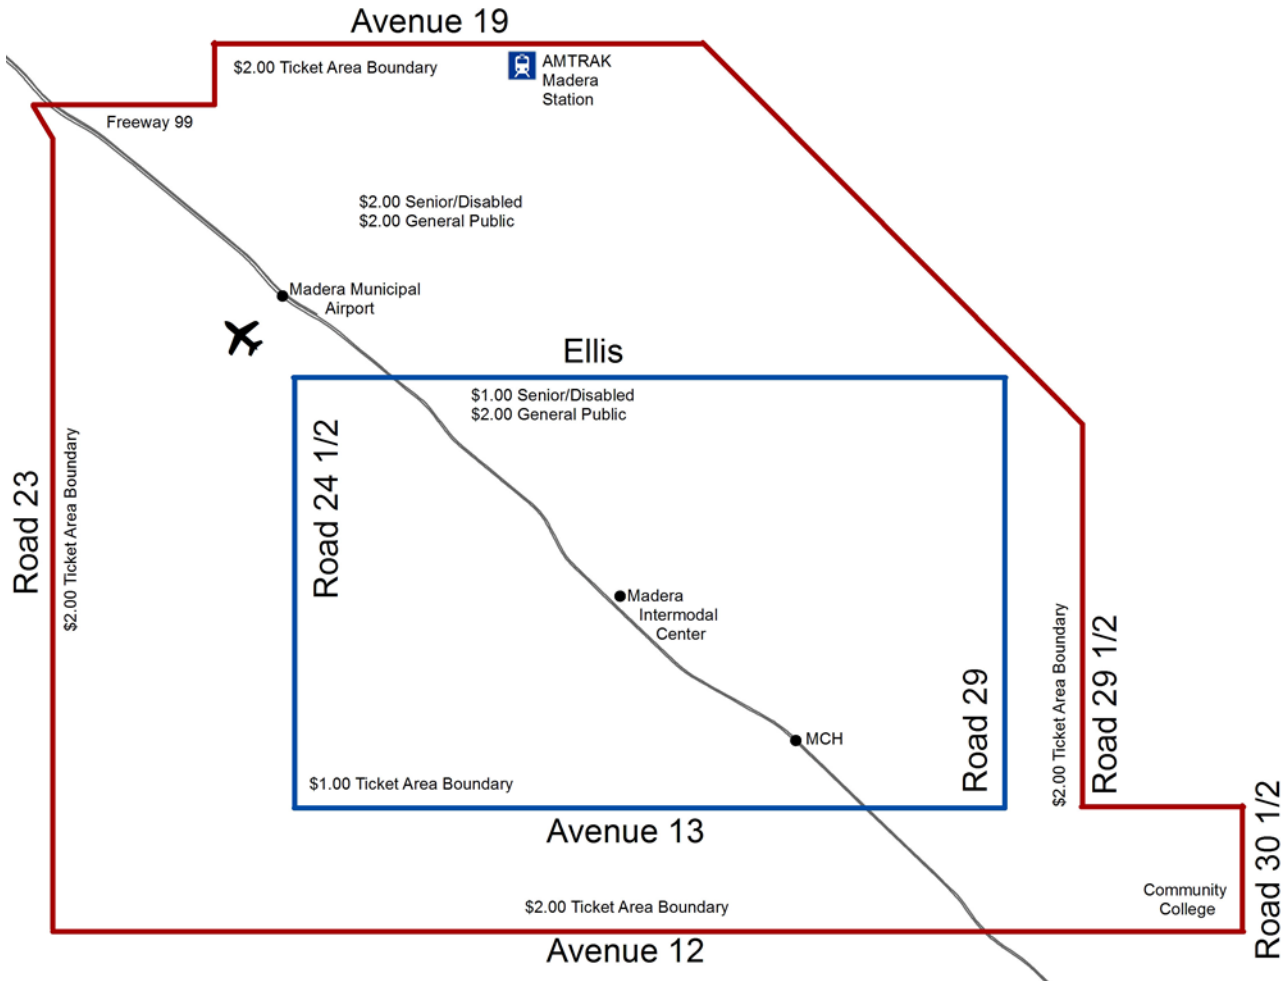 Avenue 19
$2.00 Ticket Area Boundary
AMTRAK
Madera
Station
Freeway 99
$2.00 Senior/Disabled
$2.00 General Public
Madera Municipal
Airport
Ellis
$1.00 Senior/Disabled
$2.00 General Public
Road 23
$2.00 Ticket Area Boundary
Road 24 1/2
Madera
Intermodal
Center
MCH
Road 29
$2.00 Ticket Area Boundary
Road 29 1/2
$1.00 Ticket Area Boundary
Avenue 13
Road 30 1/2
Community
College
$2.00 Ticket Area Boundary
Avenue 12